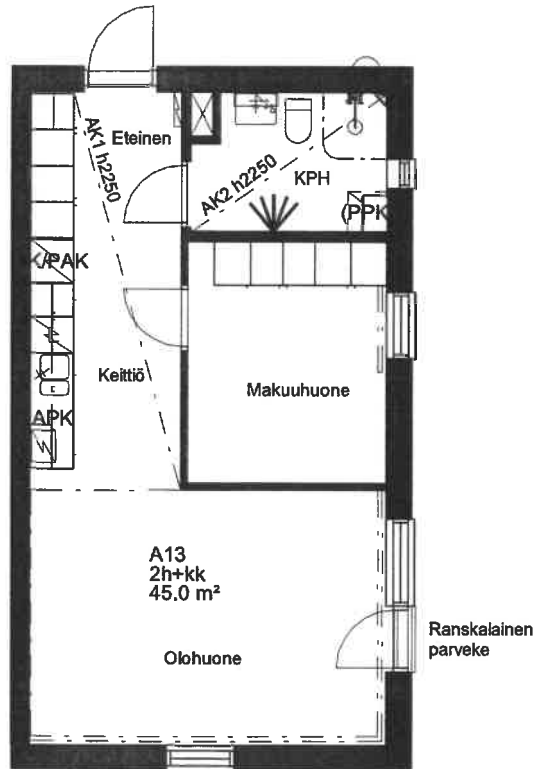 Eteinen
AK1 h2250
AK2 h2250
KPH
(PPK
K/PAK
Keittiö
Makuuhuone
APK
A13
2h+kk
45.0 m²
Olohuone
Ranskalainen
parveke